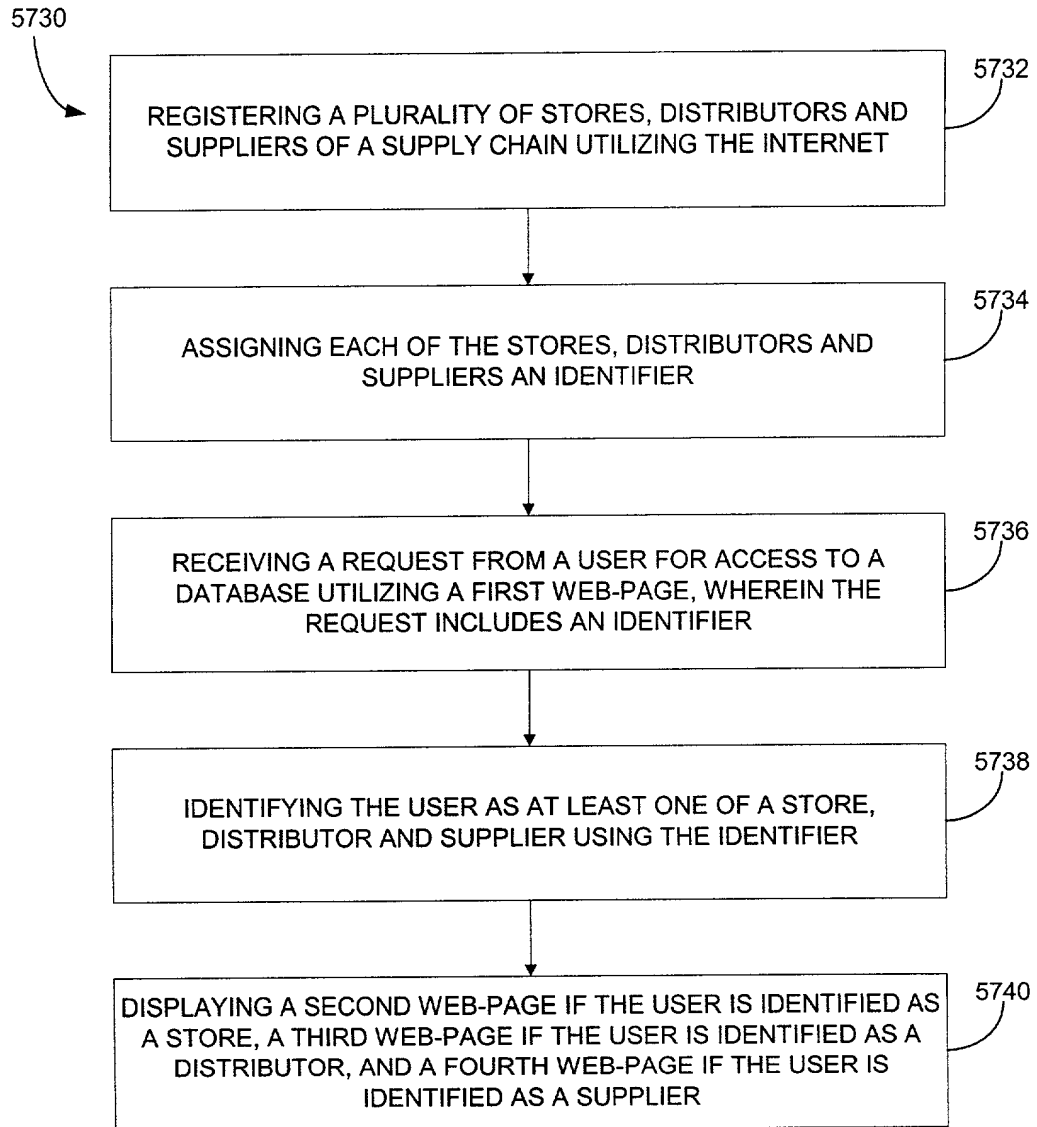 5730
5732
REGISTERING A PLURALITY OF STORES, DISTRIBUTORS AND
SUPPLIERS OF A SUPPLY CHAIN UTILIZING THE INTERNET
5734
ASSIGNING EACH OF THE STORES, DISTRIBUTORS AND
SUPPLIERS AN IDENTIFIER
5736
RECEIVING A REQUEST FROM A USER FOR ACCESS TO A
DATABASE UTILIZING A FIRST WEB-PAGE, WHEREIN THE
REQUEST INCLUDES AN IDENTIFIER
5738
IDENTIFYING THE USER AS AT LEAST ONE OF A STORE,
DISTRIBUTOR AND SUPPLIER USING THE IDENTIFIER
5740
DISPLAYING A SECOND WEB-PAGE IF THE USER IS IDENTIFIED AS
A STORE, A THIRD WEB-PAGE IF THE USER IS IDENTIFIED AS A
DISTRIBUTOR, AND A FOURTH WEB-PAGE IF THE USER IS
IDENTIFIED AS A SUPPLIER